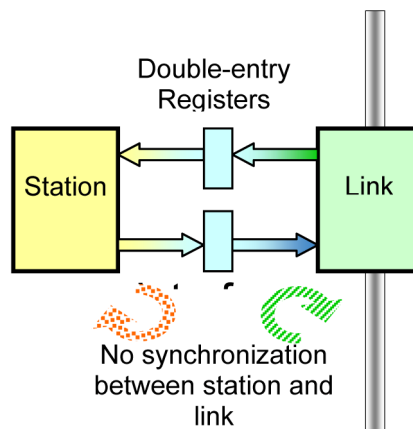 Double-entry
Registers
Station
Link
No synchronization
between station and
link